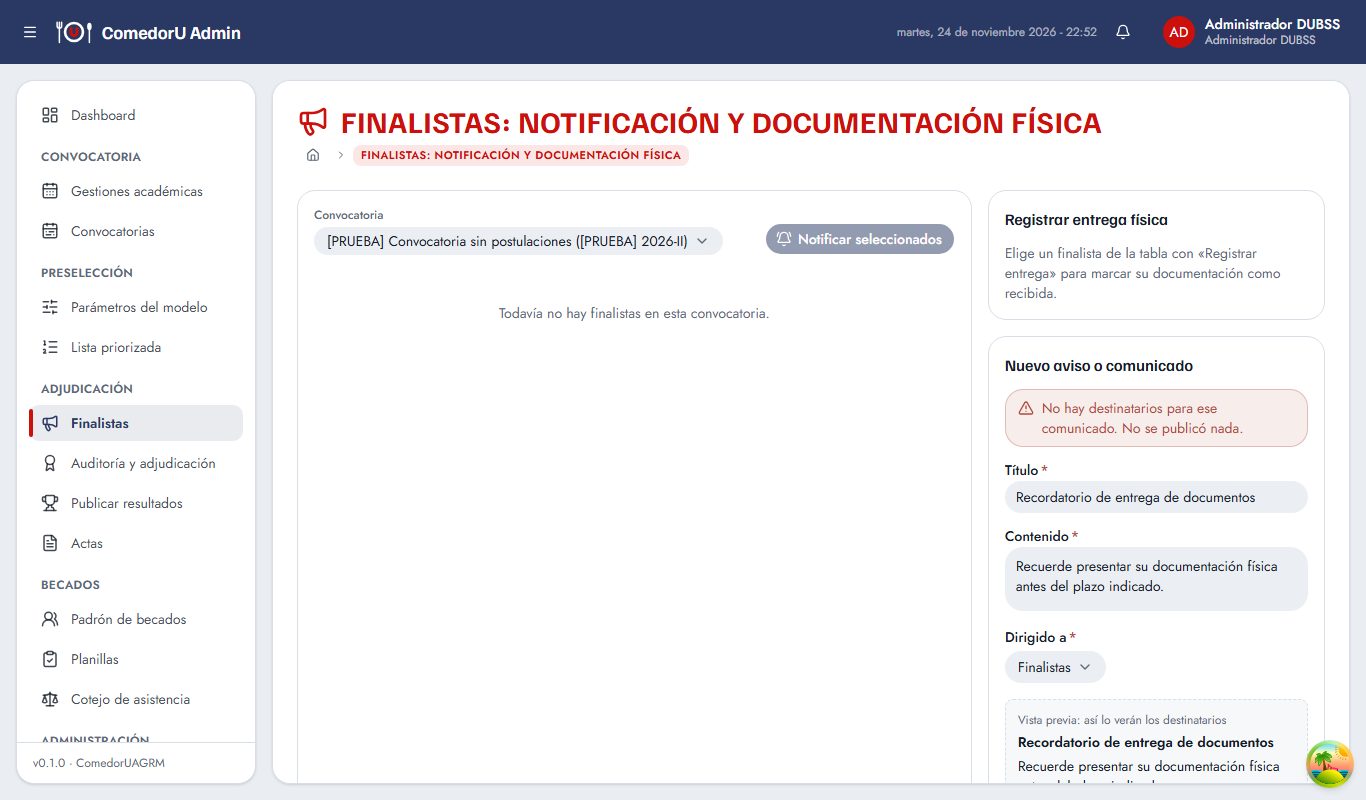 ComedorU Admin
martes, 24 de noviembre 2026 - 22:52
AD
Administrador DUBSS
Administrador DUBSS
Dashboard
CONVOCATORIA
Gestiones académicas
Convocatorias
PRESELECCIÓN
Parámetros del modelo
Lista priorizada
ADJUDICACIÓN
Finalistas
Auditoría y adjudicación
Publicar resultados
Actas
BECADOS
Padrón de becados
Planillas
Cotejo de asistencia
ADMINISTRACIÓN
v0.1.0 · ComedorUAGRM
FINALISTAS: NOTIFICACIÓN Y DOCUMENTACIÓN FÍSICA
FINALISTAS: NOTIFICACIÓN Y DOCUMENTACIÓN FÍSICA
Convocatoria
[PRUEBA] Convocatoria sin postulaciones ([PRUEBA] 2026-II)
Notificar seleccionados
Todavía no hay finalistas en esta convocatoria.
Registrar entrega física
Elige un finalista de la tabla con «Registrar
entrega» para marcar su documentación como
recibida.
Nuevo aviso o comunicado
No hay destinatarios para ese
comunicado. No se publicó nada.
Título *
Recordatorio de entrega de documentos
Contenido *
Recuerde presentar su documentación física
antes del plazo indicado.
Dirigido a *
Finalistas
Vista previa: así lo verán los destinatarios
Recordatorio de entrega de documentos
Recuerde presentar su documentación física